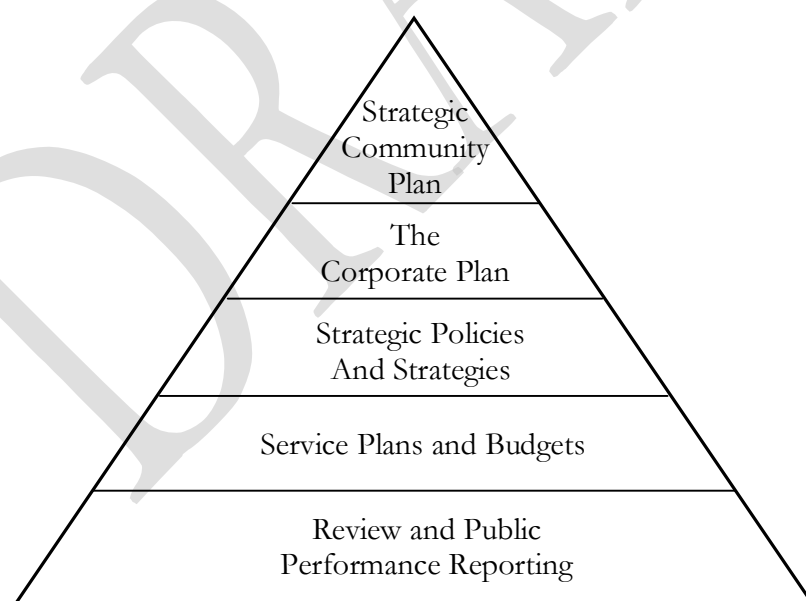 Strategic
Community
Plan
The
Corporate Plan
Strategic Policies
And Strategies
Service Plans and Budgets
Review and Public
Performance Reporting